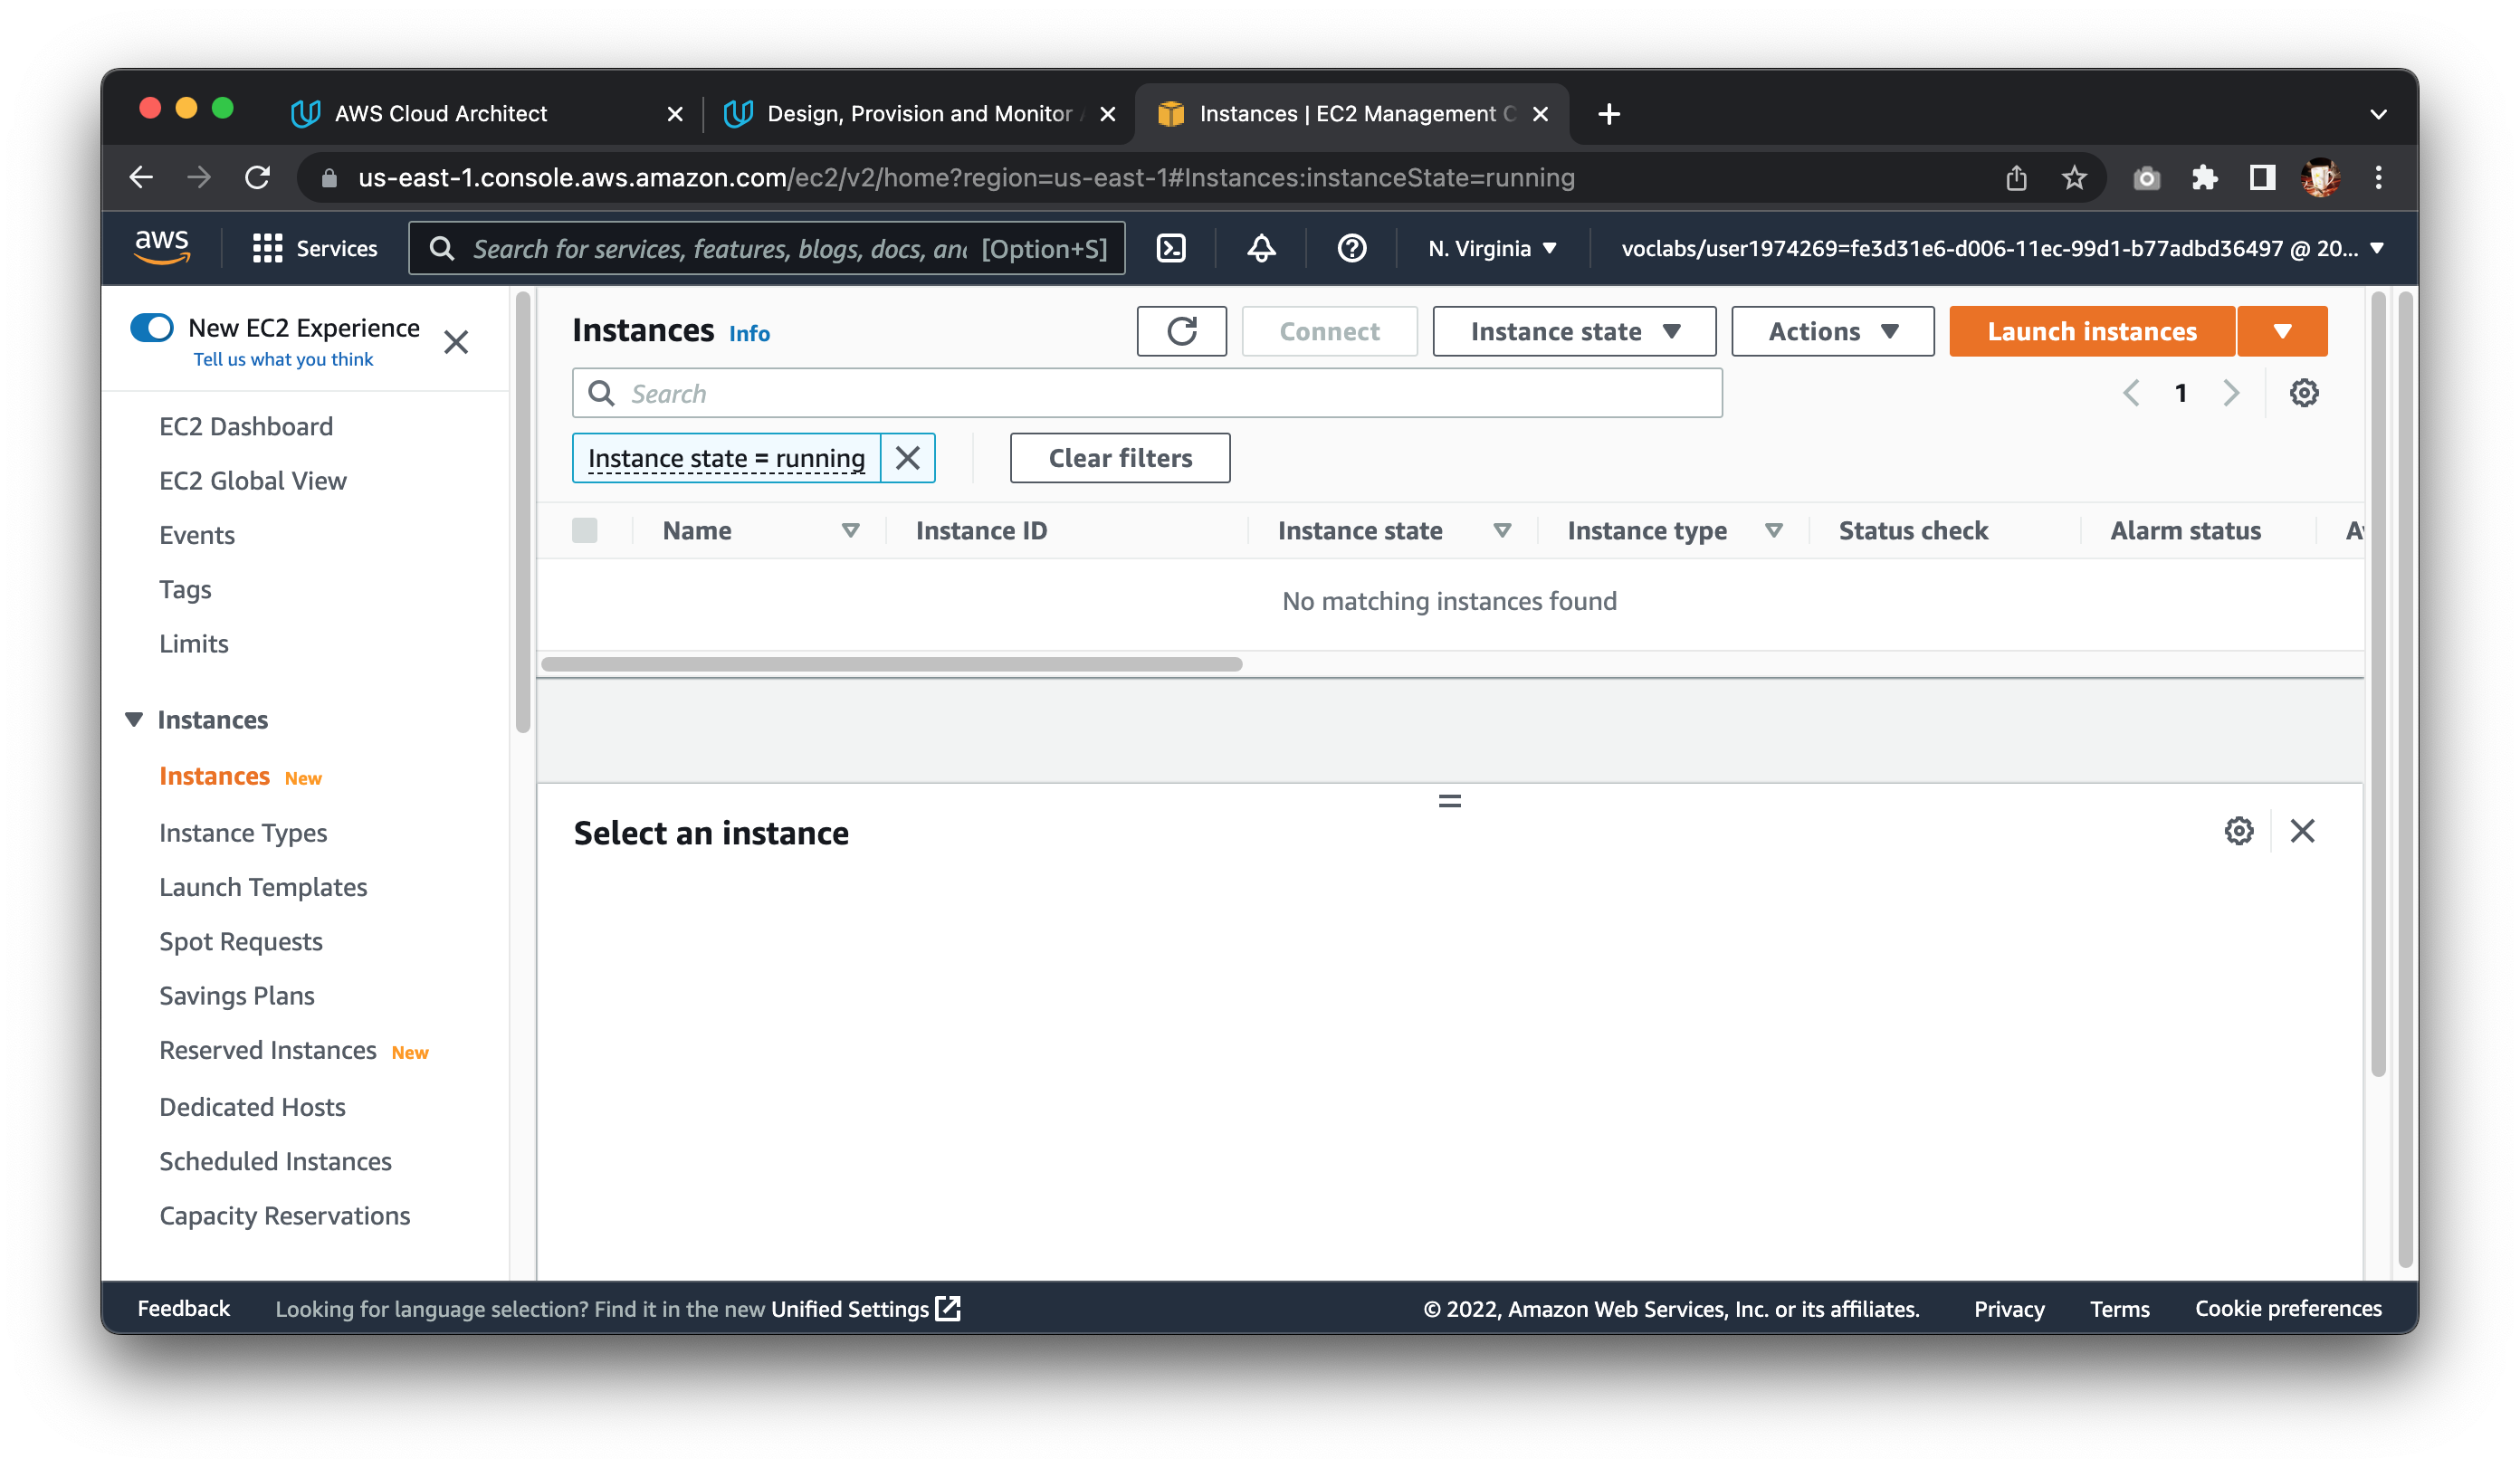 AWS Cloud Architect
Design, Provision and Monitor
Instances | EC2 Management C
us-east-1.console.aws.amazon.com/ec2/v2/home?region=us-east-1#Instances:instanceState=running
aws
Services
Search for services, features, blogs, docs, an
[Option+S]
N. Virginia
voclabs/user1974269=fe3d31e6-d006-11ec-99d1-b77adbd36497 @ 20...
New EC2 Experience
Tell us what you think
EC2 Dashboard
EC2 Global View
Events
Tags
Limits
Instances
Instances New
Instance Types
Launch Templates
Spot Requests
Savings Plans
Reserved Instances New
Dedicated Hosts
Scheduled Instances
Capacity Reservations
Instances Info
Connect
Instance state
Actions
Launch instances
Search
1
Instance state = running
Clear filters
Name
Instance ID
Instance state
Instance type
Status check
Alarm status
No matching instances found
Select an instance
Feedback
Looking for language selection? Find it in the new Unified Settings
© 2022, Amazon Web Services, Inc. or its affiliates.
Privacy
Terms
Cookie preferences